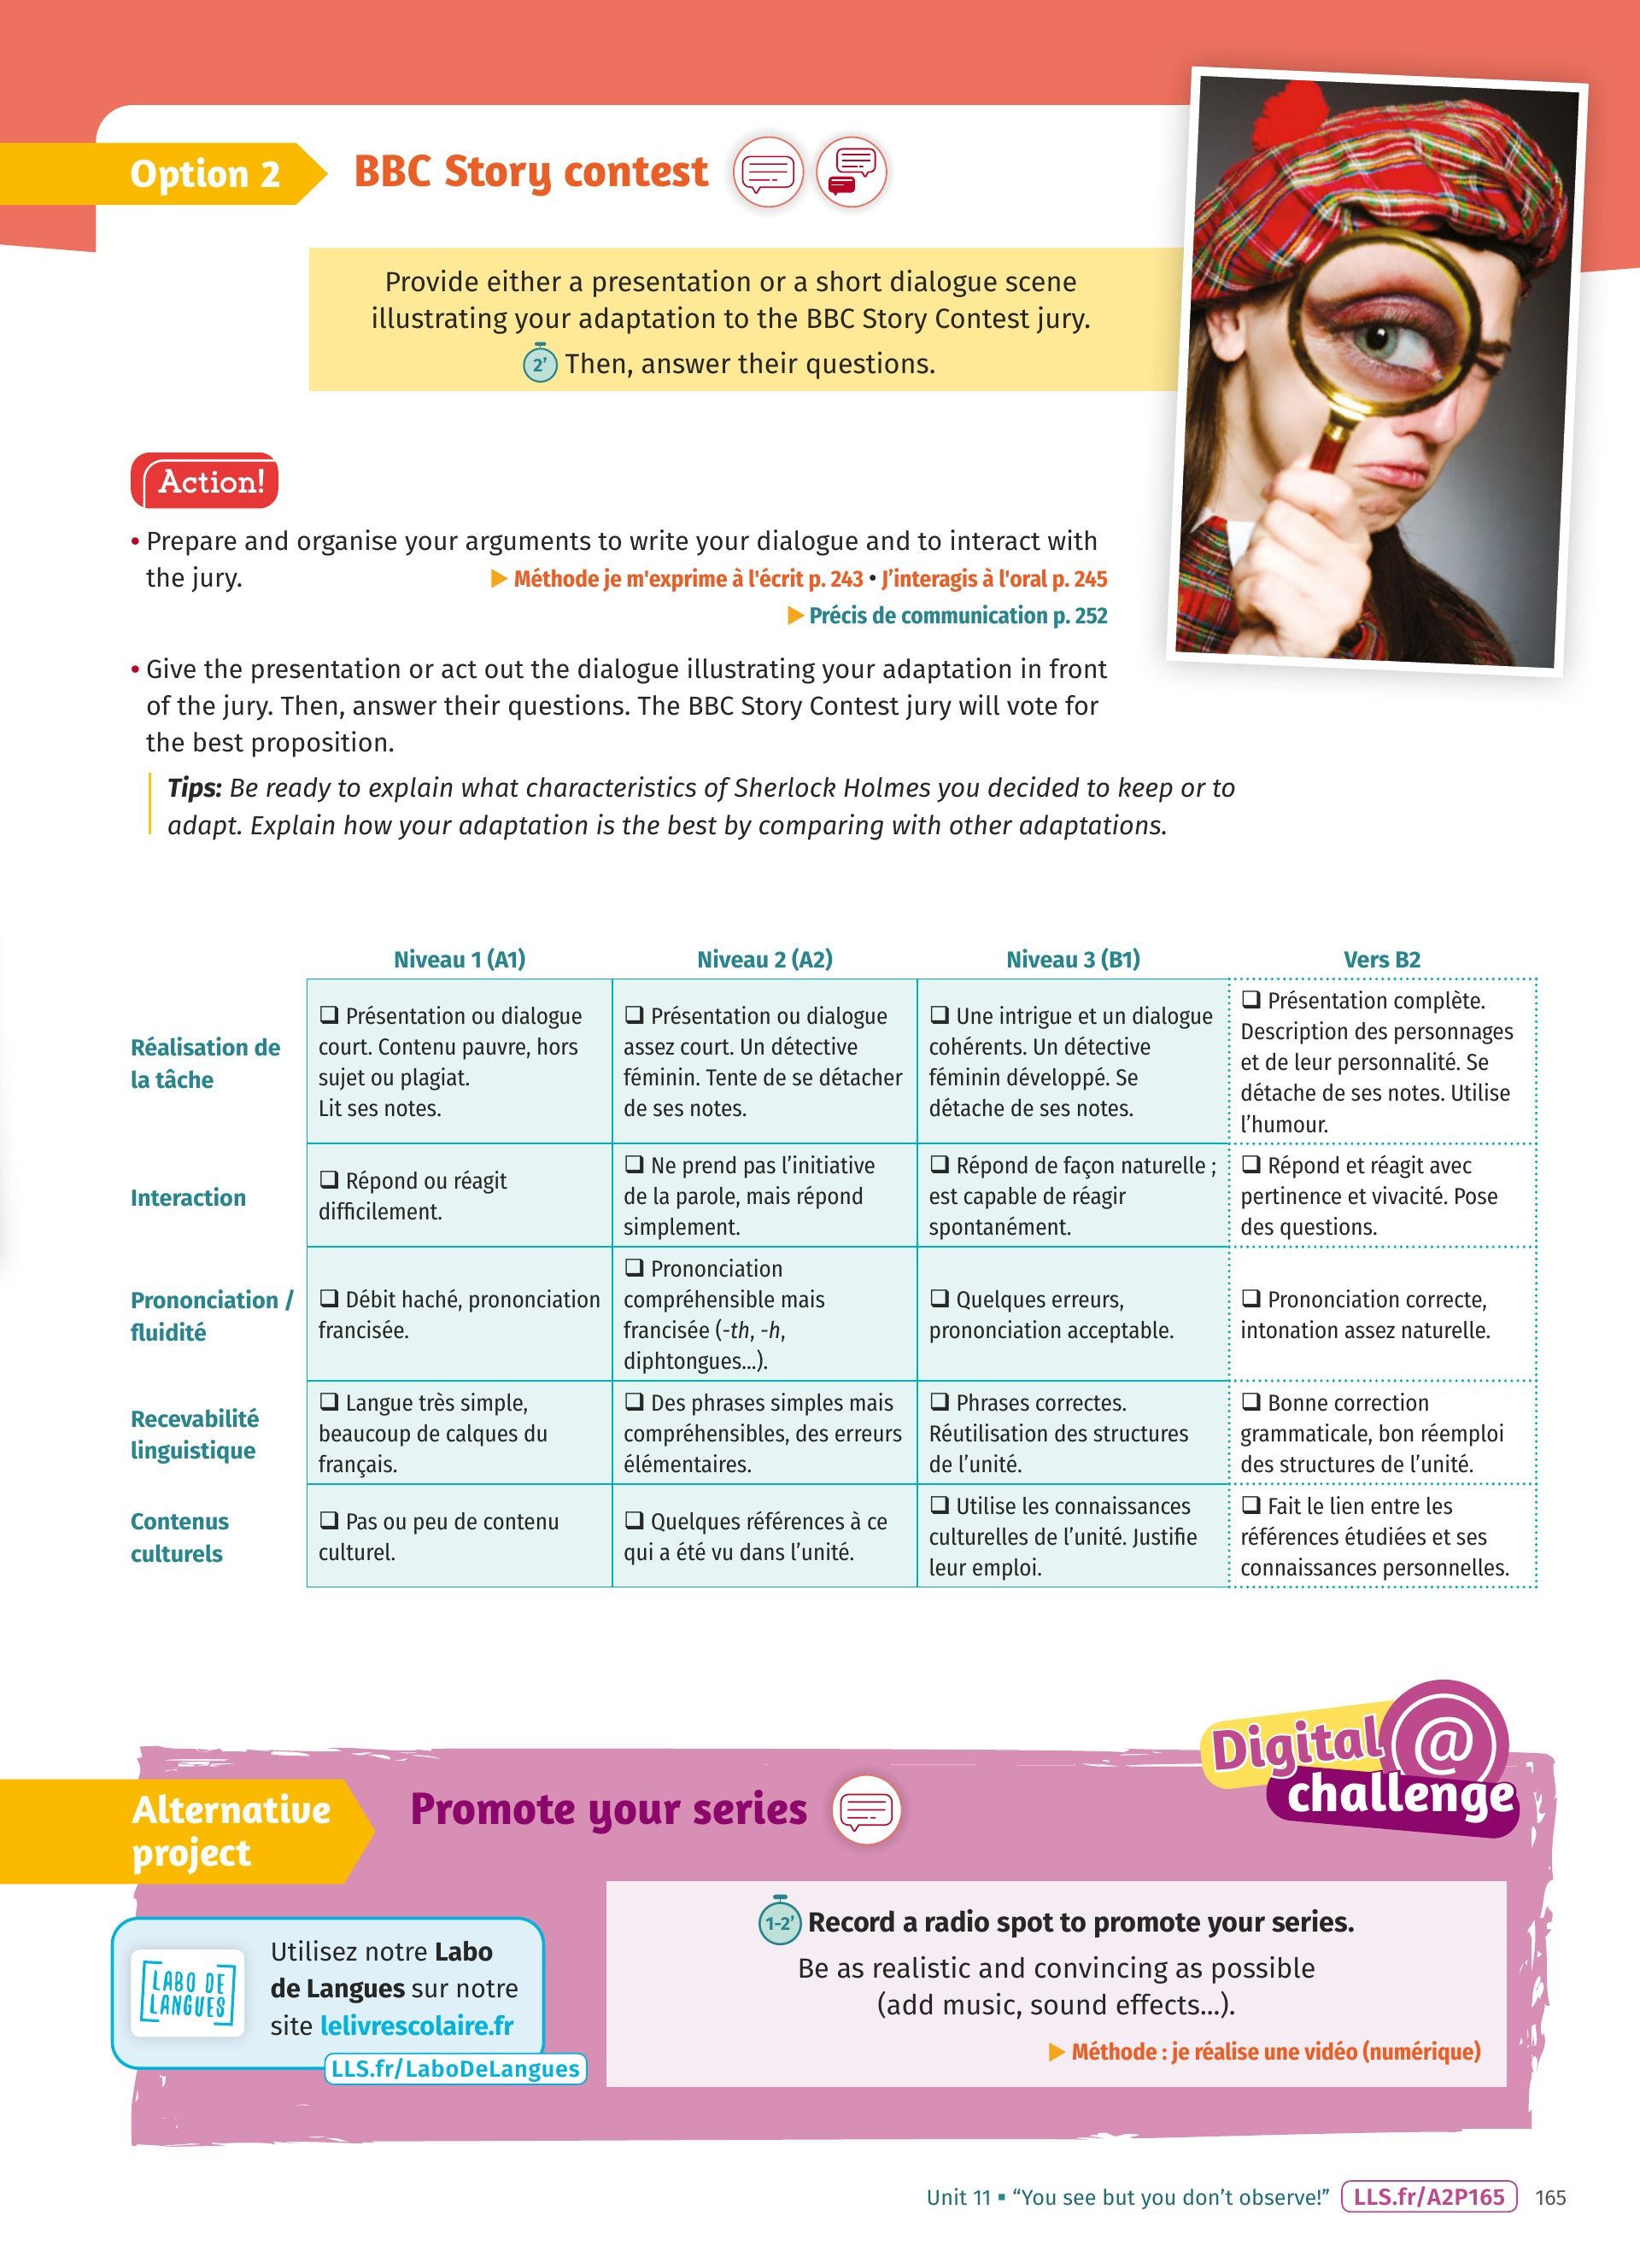 Option 2
BBC Story contest
Provide either a presentation or a short dialogue scene
illustrating your adaptation to the BBC Story Contest jury.
2' Then, answer their questions.
Action!
• Prepare and organise your arguments to write your dialogue and to interact with
the jury.
▶ Méthode je m'exprime à l'écrit p. 243 • J'interagis à l'oral p. 245
▶ Précis de communication p. 252
• Give the presentation or act out the dialogue illustrating your adaptation in front
of the jury. Then, answer their questions. The BBC Story Contest jury will vote for
the best proposition.
Tips: Be ready to explain what characteristics of Sherlock Holmes you decided to keep or to
adapt. Explain how your adaptation is the best by comparing with other adaptations.
Niveau 1 (A1)
Niveau 2 (A2)
Niveau 3 (B1)
Vers B2
Réalisation de
la tâche
❑ Présentation ou dialogue
court. Contenu pauvre, hors
sujet ou plagiat.
Lit ses notes.
❑ Présentation ou dialogue
assez court. Un détective
féminin. Tente de se détacher
de ses notes.
❑ Une intrigue et un dialogue
cohérents. Un détective
féminin développé. Se
détache de ses notes.
❑ Présentation complète.
Description des personnages
et de leur personnalité. Se
détache de ses notes. Utilise
l'humour.
Interaction
❑ Répond ou réagit
difficilement.
❑ Ne prend pas l'initiative
de la parole, mais répond
simplement.
❑ Répond de façon naturelle ;
est capable de réagir
spontanément.
❑ Répond et réagit avec
pertinence et vivacité. Pose
des questions.
Prononciation /
fluidité
❑ Débit haché, prononciation
francisée.
❑ Prononciation
compréhensible mais
francisée (-th, -h,
diphtongues...).
❑ Quelques erreurs,
prononciation acceptable.
❑ Prononciation correcte,
intonation assez naturelle.
Recevabilité
linguistique
❑ Langue très simple,
beaucoup de calques du
français.
❑ Des phrases simples mais
compréhensibles, des erreurs
élémentaires.
❑ Phrases correctes.
Réutilisation des structures
de l'unité.
❑ Bonne correction
grammaticale, bon réemploi
des structures de l'unité.
Contenus
culturels
❑ Pas ou peu de contenu
culturel.
❑ Quelques références à ce
qui a été vu dans l'unité.
❑ Utilise les connaissances
culturelles de l'unité. Justifie
leur emploi.
❑ Fait le lien entre les
références étudiées et ses
connaissances personnelles.
Digital @
challenge
Alternative
project
Promote your series
1-2' Record a radio spot to promote your series.
Be as realistic and convincing as possible
(add music, sound effects...).
▶ Méthode : je réalise une vidéo (numérique)
LABO DE
LANGUES
Utilisez notre Labo
de Langues sur notre
site lelivrescolaire.fr
LLS.fr/LaboDeLangues
Unit 11 ▪ “You see but you don’t observe!” LLS.fr/A2P165 165